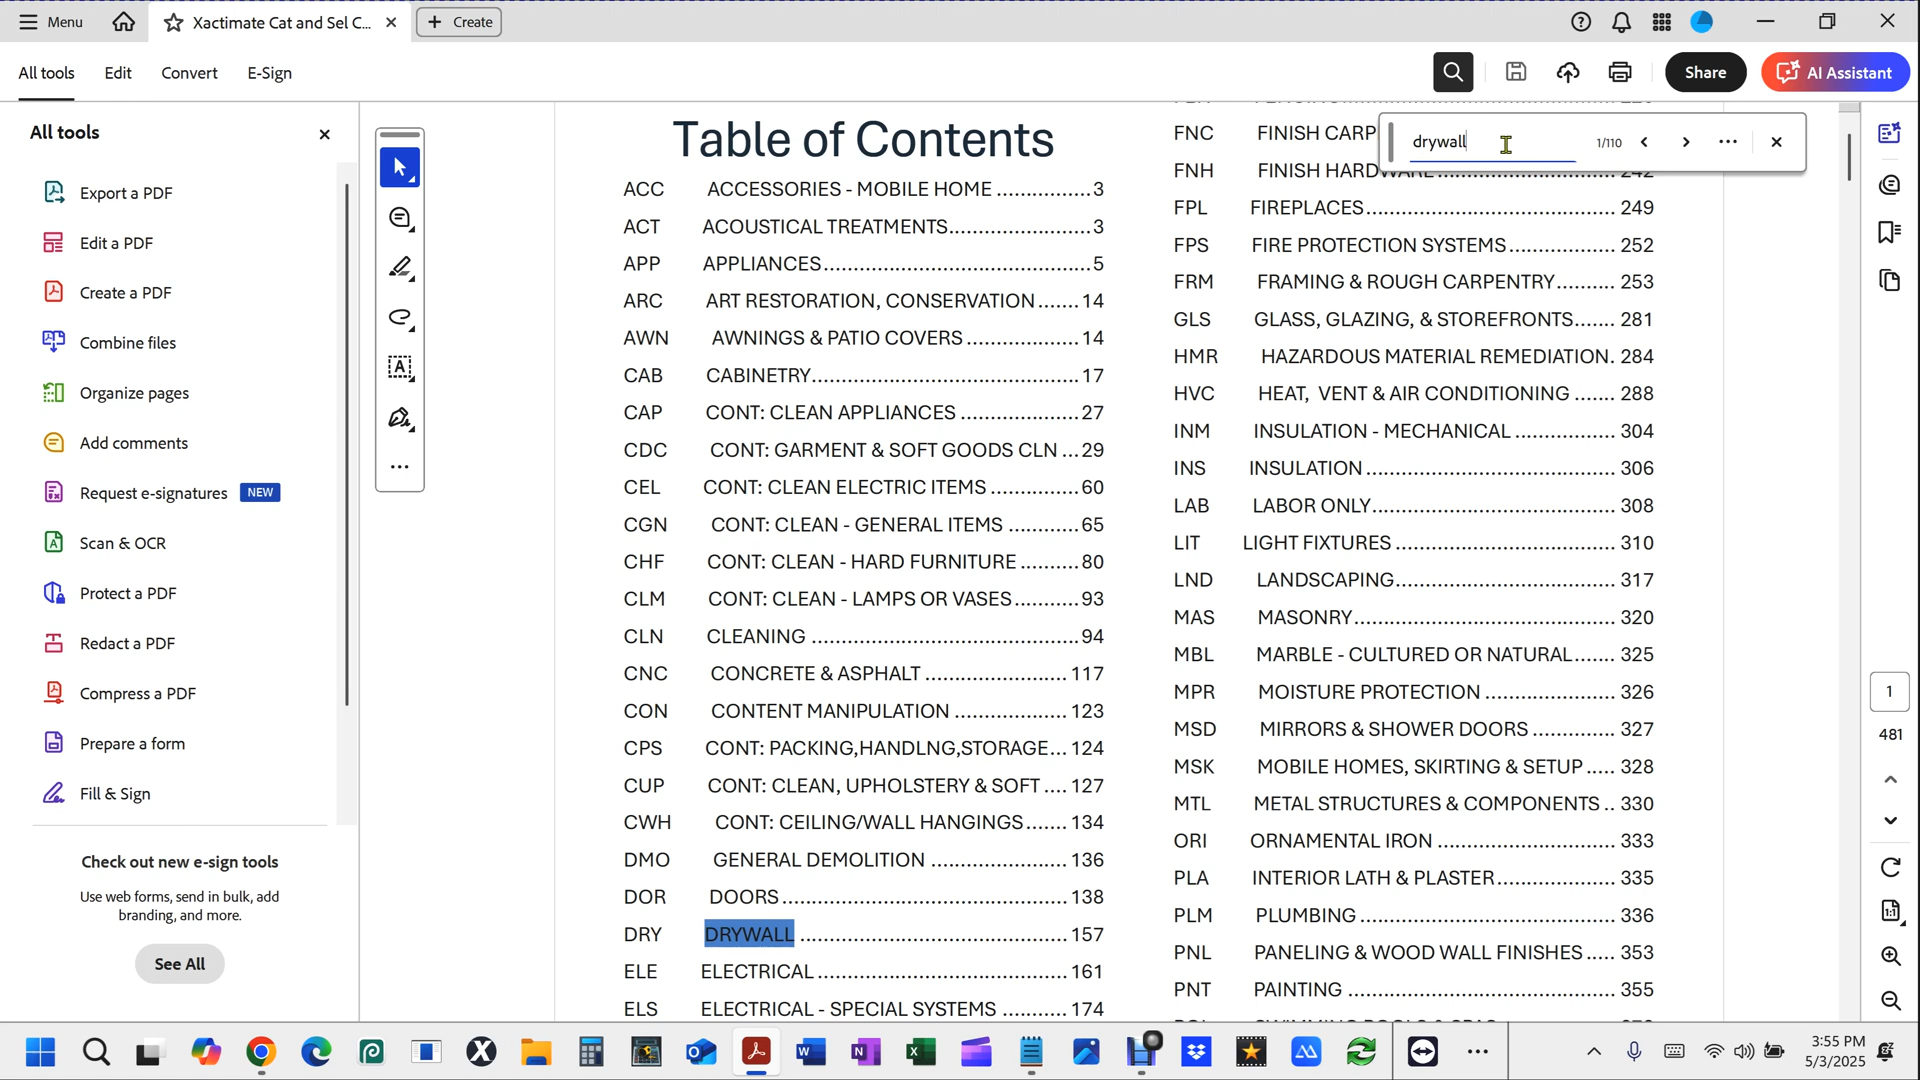 Menu
Xactimate Cat and Sel C...
Create
All tools
Edit
Convert
E-Sign
Share
AI Assistant
drywall
1/110
All tools
Export a PDF
Edit a PDF
Create a PDF
Combine files
Organize pages
Add comments
Request e-signatures NEW
Scan & OCR
Protect a PDF
Redact a PDF
Compress a PDF
Prepare a form
Fill & Sign
Check out new e-sign tools
Use web forms, send in bulk, add
branding, and more.
See All
Table of Contents
ACC ACCESSORIES - MOBILE HOME ...............3
ACT ACOUSTICAL TREATMENTS.......................3
APP APPLIANCES............................................5
ARC ART RESTORATION, CONSERVATION.......14
AWN AWNINGS & PATIO COVERS ..................14
CAB CABINETRY...........................................17
CAP CONT: CLEAN APPLIANCES ...................27
CDC CONT: GARMENT & SOFT GOODS CLN ...29
CEL CONT: CLEAN ELECTRIC ITEMS ..............60
CGN CONT: CLEAN - GENERAL ITEMS ...........65
CHF CONT: CLEAN - HARD FURNITURE ..........80
CLM CONT: CLEAN - LAMPS OR VASES...........93
CLN CLEANING ...........................................94
CNC CONCRETE & ASPHALT .......................117
CON CONTENT MANIPULATION ..................123
CPS CONT: PACKING,HANDLNG,STORAGE...124
CUP CONT: CLEAN, UPHOLSTERY & SOFT ....127
CWH CONT: CEILING/WALL HANGINGS.......134
DMO GENERAL DEMOLITION ......................136
DOR DOORS..............................................138
DRY DRYWALL ...........................................157
ELE ELECTRICAL ........................................161
ELS ELECTRICAL - SPECIAL SYSTEMS ..........174
FNC FINISH CARP
FNH FINISH HARDWARE............................242
FPL FIREPLACES........................................249
FPS FIRE PROTECTION SYSTEMS.................252
FRM FRAMING & ROUGH CARPENTRY..........253
GLS GLASS, GLAZING, & STOREFRONTS.......281
HMR HAZARDOUS MATERIAL REMEDIATION. 284
HVC HEAT, VENT & AIR CONDITIONING .......288
INM INSULATION - MECHANICAL ................304
INS INSULATION........................................306
LAB LABOR ONLY.......................................308
LIT LIGHT FIXTURES ...................................310
LND LANDSCAPING...................................317
MAS MASONRY.........................................320
MBL MARBLE - CULTURED OR NATURAL.......325
MPR MOISTURE PROTECTION .....................326
MSD MIRRORS & SHOWER DOORS .............327
MSK MOBILE HOMES, SKIRTING & SETUP .....328
MTL METAL STRUCTURES & COMPONENTS ..330
ORI ORNAMENTAL IRON ............................333
PLA INTERIOR LATH & PLASTER...................335
PLM PLUMBING ........................................336
PNL PANELING & WOOD WALL FINISHES .....353
PNT PAINTING ..........................................355
1
481
3:55 PM
5/3/2025